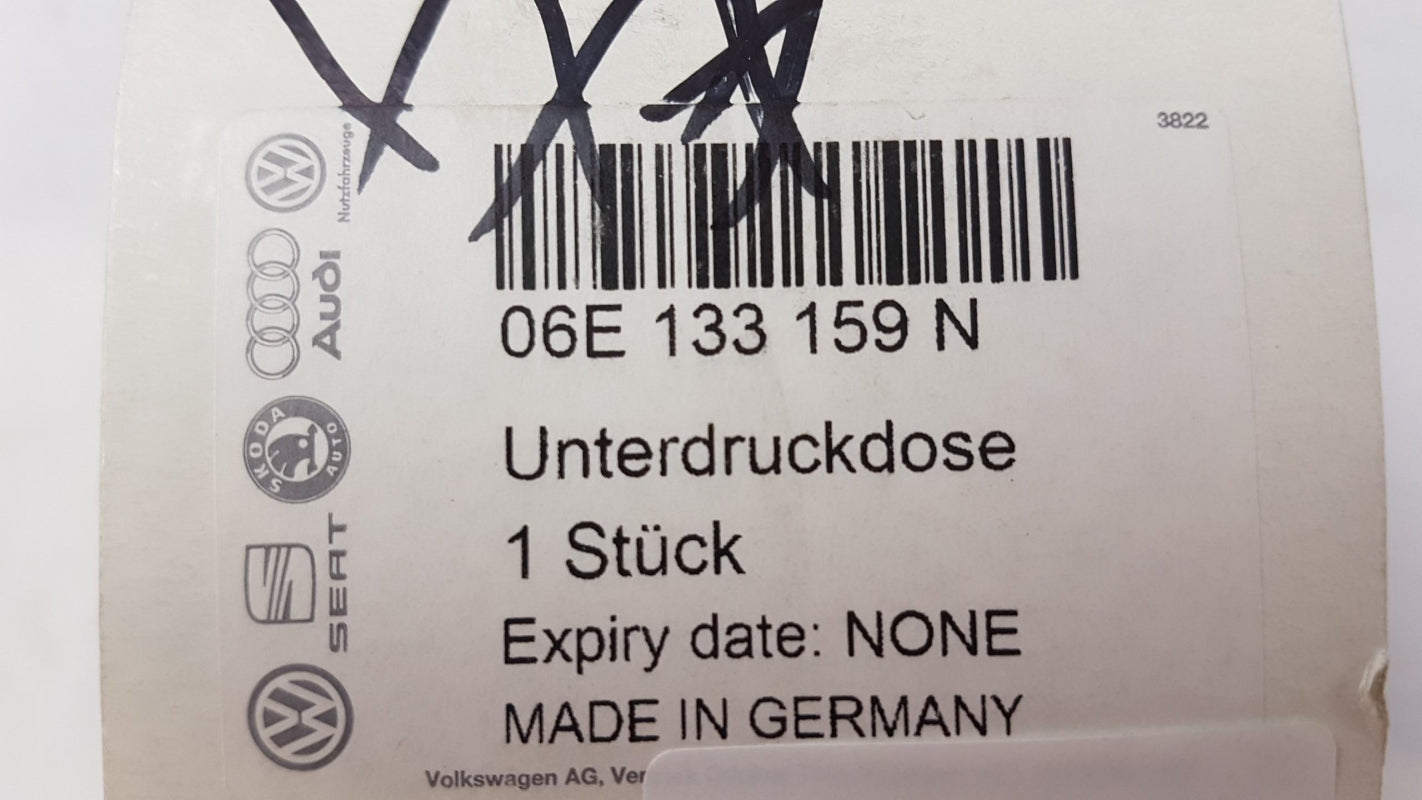 3822
Nutzfahrzeuge
Audi
SKODA AUTO
SEAT
06E 133 159 N
Unterdruckdose
1 Stück
Expiry date: NONE
MADE IN GERMANY
Volkswagen AG,